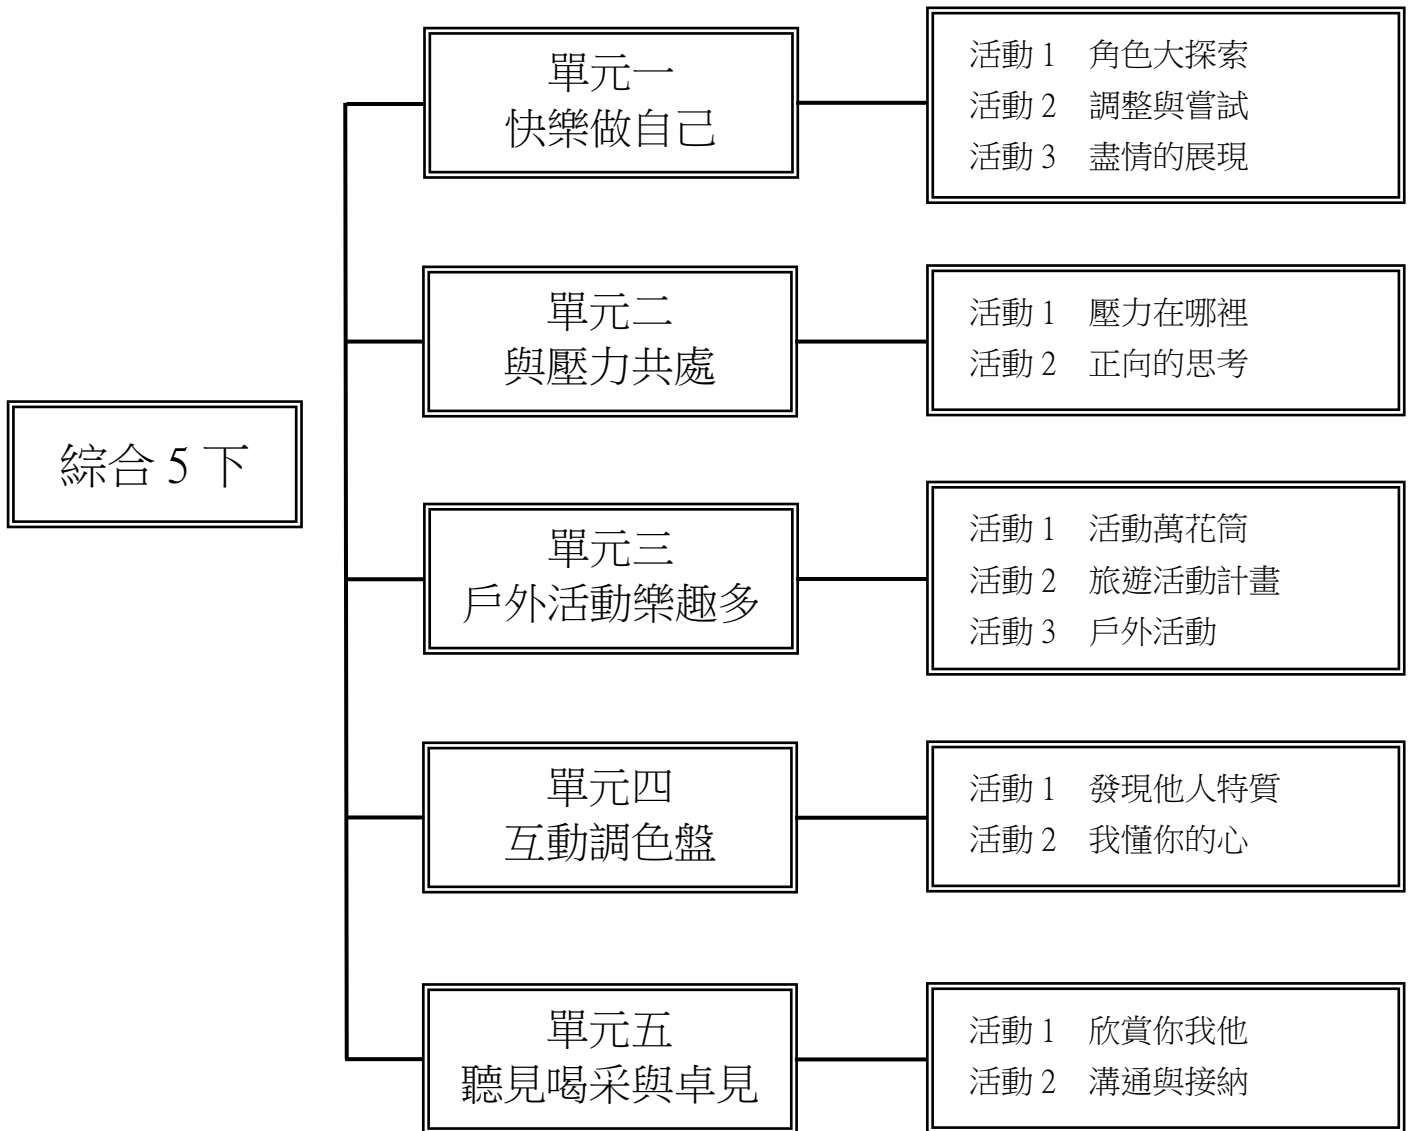 綜合 5 下
單元一
快樂做自己
活動 1 角色大探索
活動 2 調整與嘗試
活動 3 盡情的展現
單元二
與壓力共處
活動 1 壓力在哪裡
活動 2 正向的思考
單元三
戶外活動樂趣多
活動 1 活動萬花筒
活動 2 旅遊活動計畫
活動 3 戶外活動
單元四
互動調色盤
活動 1 發現他人特質
活動 2 我懂你的心
單元五
聽見喝采與卓見
活動 1 欣賞你我他
活動 2 溝通與接納